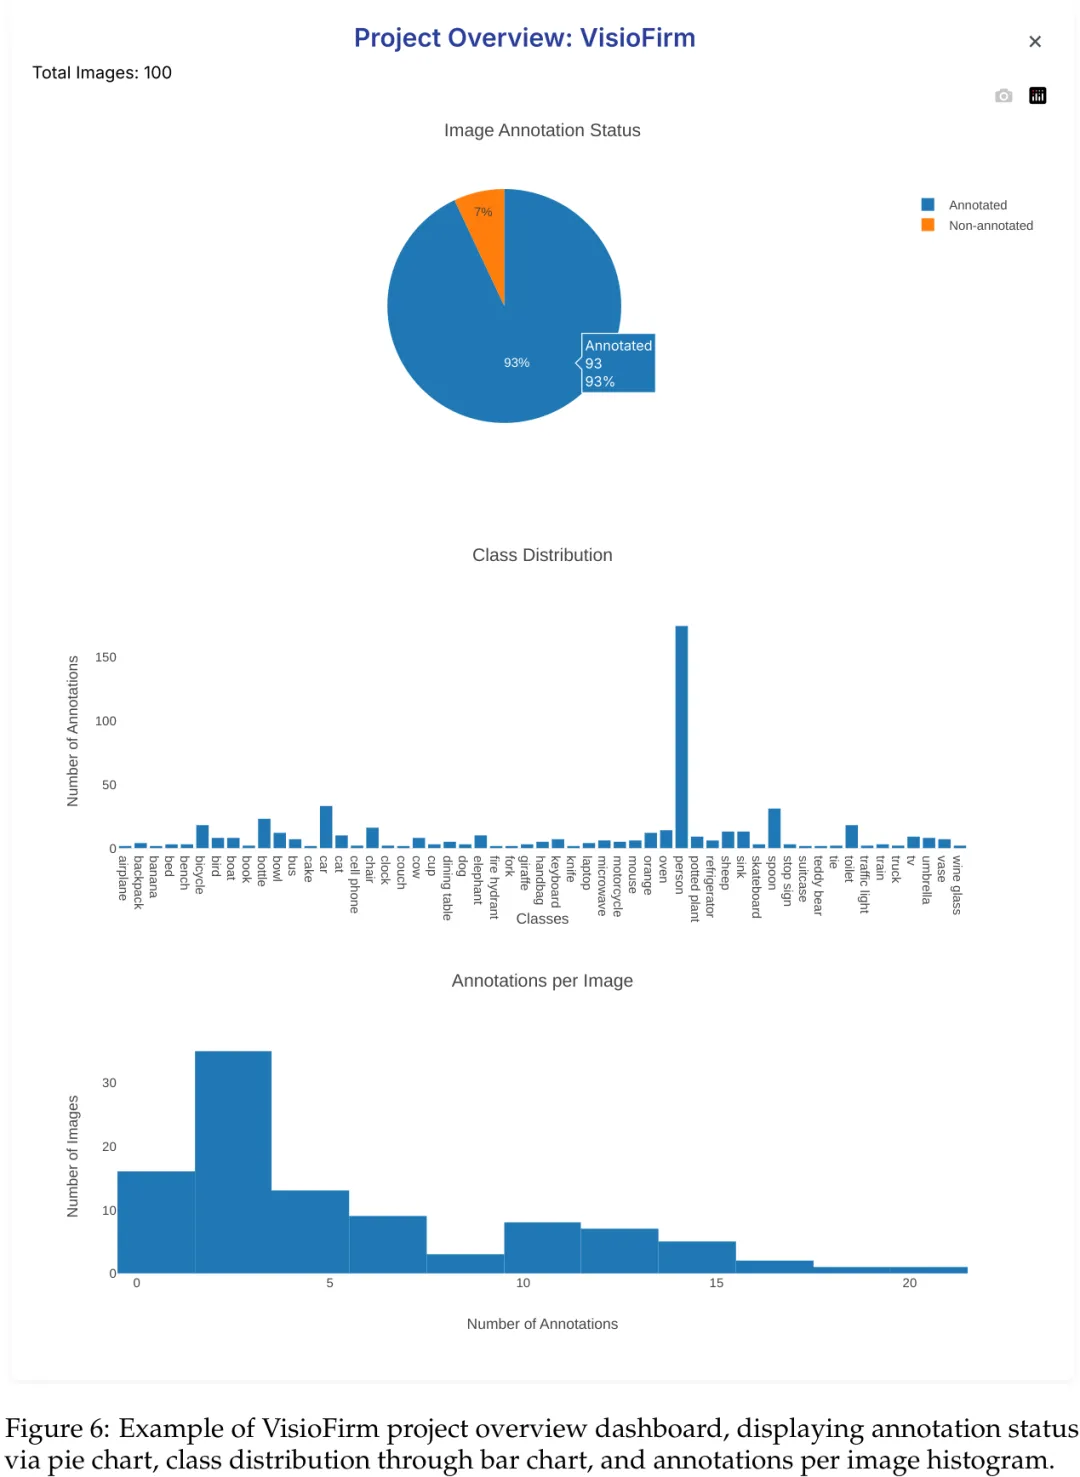 Project Overview: VisioFirm
×
Total Images: 100
Image Annotation Status
Annotated
Non-annotated
7%
93%
Annotated
93
93%
Class Distribution
Number of Annotations
150
100
50
0
airplane
backpack
banana
bed
bench
bicycle
bird
boat
book
bottle
bowl
bus
cake
car
cat
cell phone
chair
clock
couch
cow
cup
dining table
dog
elephant
fire hydrant
fork
giraffe
handbag
keyboard
knife
laptop
microwave
motorcycle
mouse
orange
oven
person
potted plant
refrigerator
sheep
sink
skateboard
spoon
stop sign
suitcase
teddy bear
tie
toilet
traffic light
train
truck
tv
umbrella
vase
wine glass
Classes
Annotations per Image
Number of Images
30
20
10
0
0
5
10
15
20
Number of Annotations
Figure 6: Example of VisioFirm project overview dashboard, displaying annotation status
via pie chart, class distribution through bar chart, and annotations per image histogram.